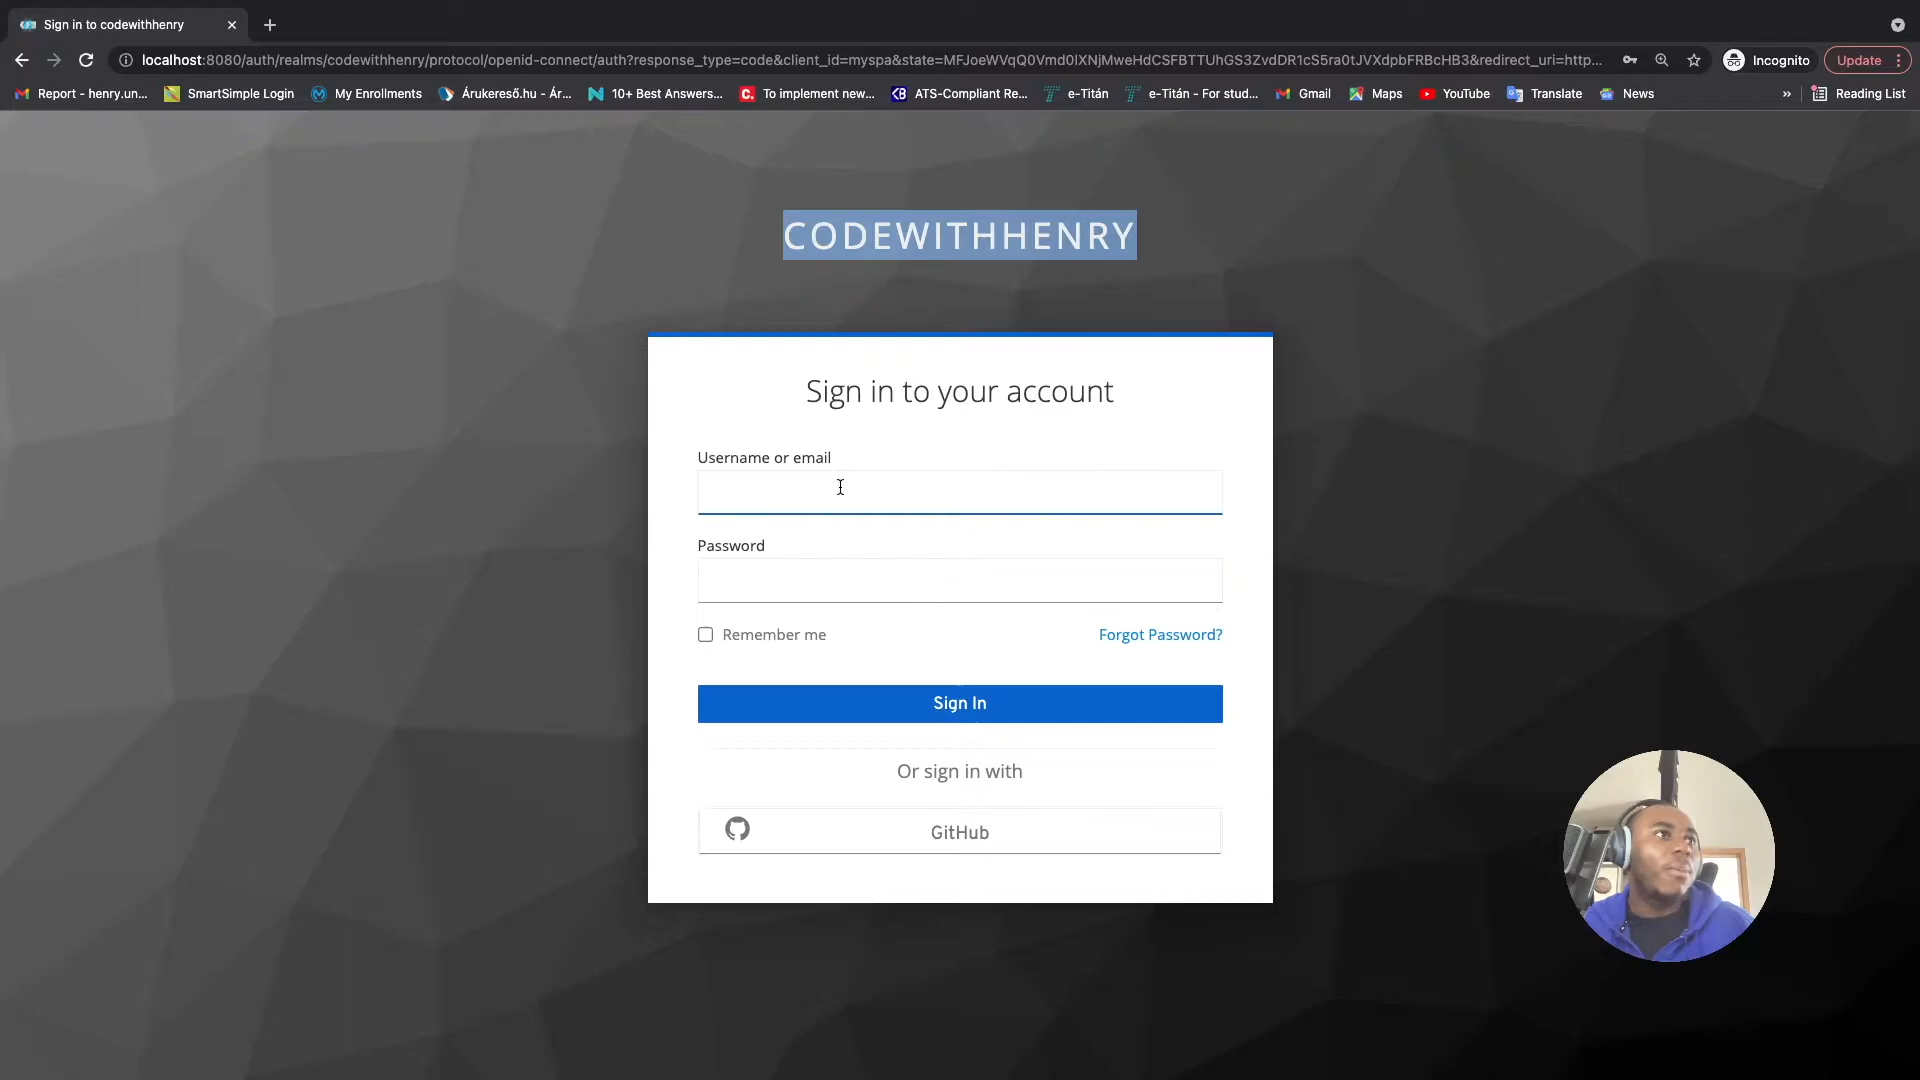 Sign in to codewithhenry
localhost:8080/auth/realms/codewithhenry/protocol/openid-connect/auth?response_type=code&client_id=myspa&state=MFJoeWVqQ0Vmd0lXNjMweHdCSFBTTUhGS3ZvdDR1cS5ra0tJVXdpbFRBcHB3&redirect_uri=http...
Incognito
Update
Report - henry.un...
SmartSimple Login
My Enrollments
Árukereső.hu - Ár...
10+ Best Answers...
To implement new...
ATS-Compliant Re...
e-Titán
e-Titán - For stud...
Gmail
Maps
YouTube
Translate
News
»
Reading List
CODEWITHHENRY
Sign in to your account
Username or email
Password
Remember me
Forgot Password?
Sign In
Or sign in with
GitHub